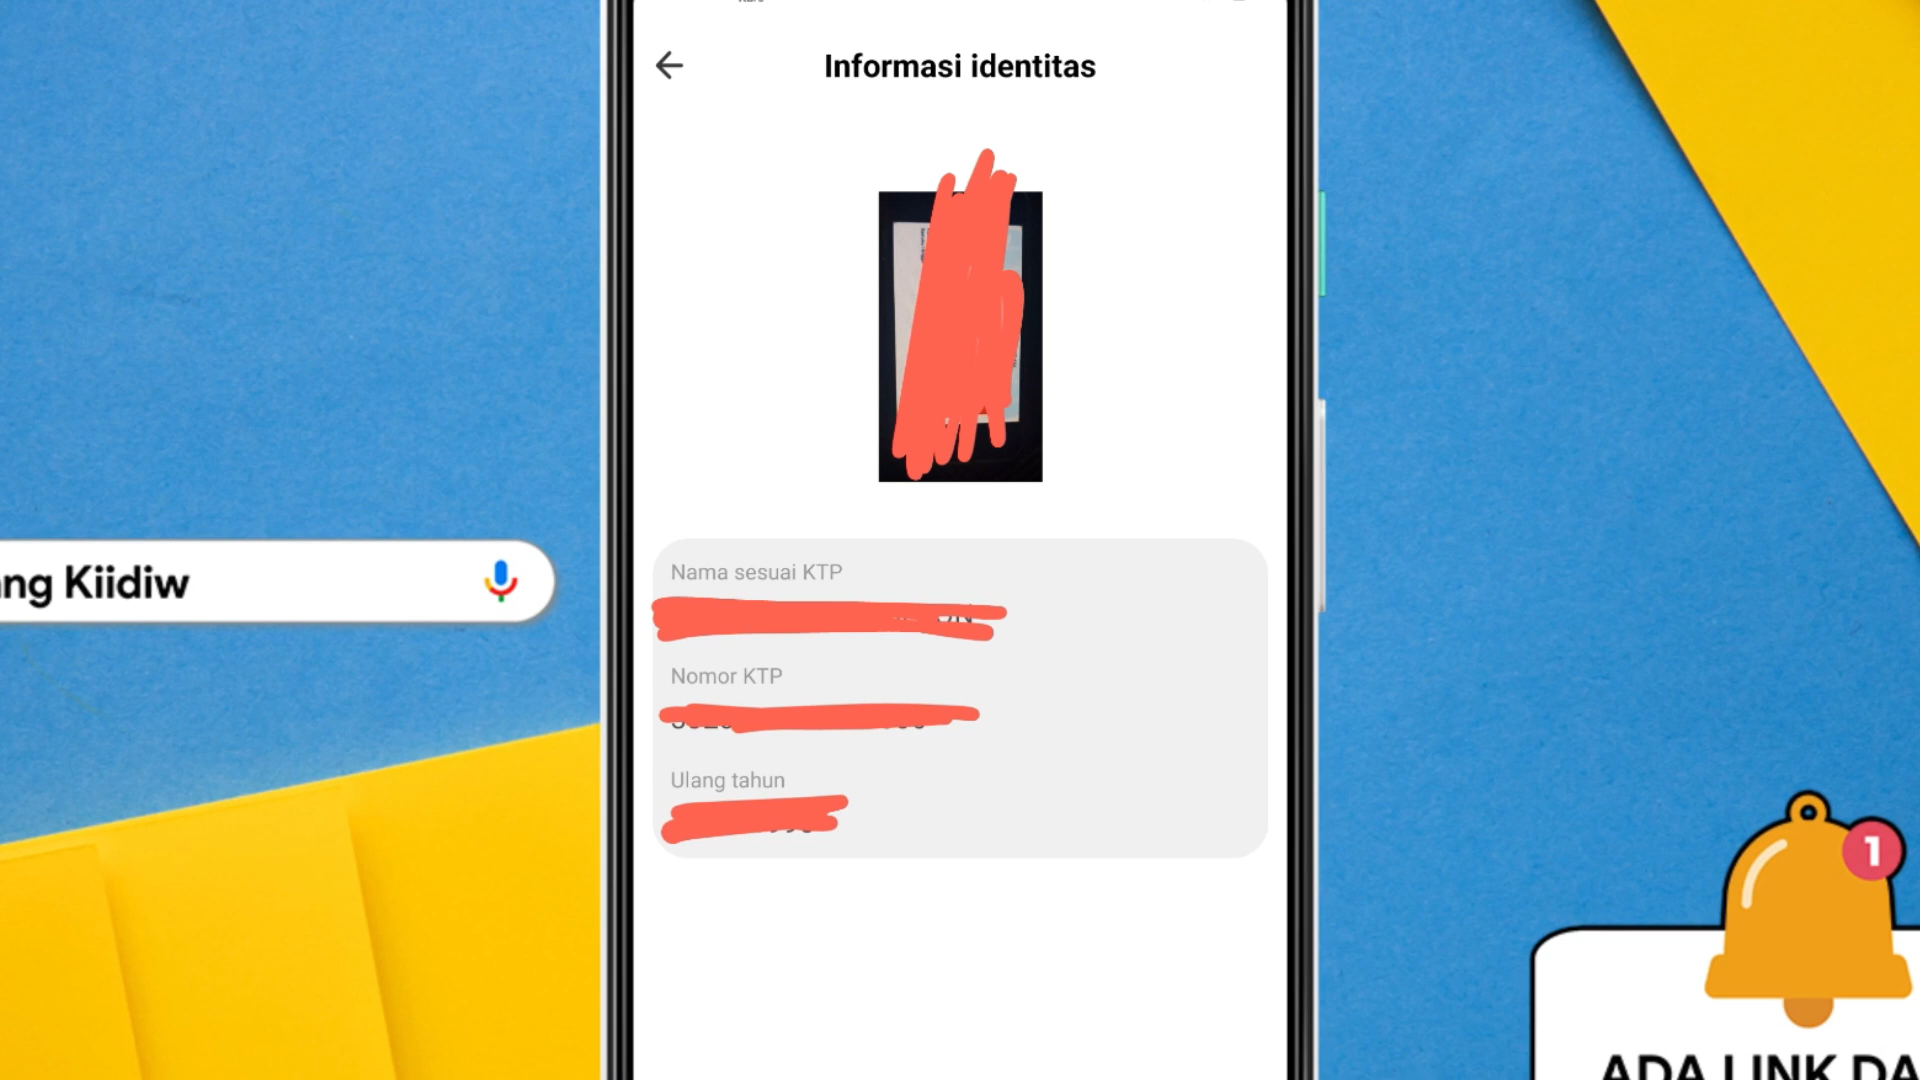 Informasi identitas
ng Kiidiw
Nama sesuai KTP
Nomor KTP
Ulang tahun
1
ADA LINK DA